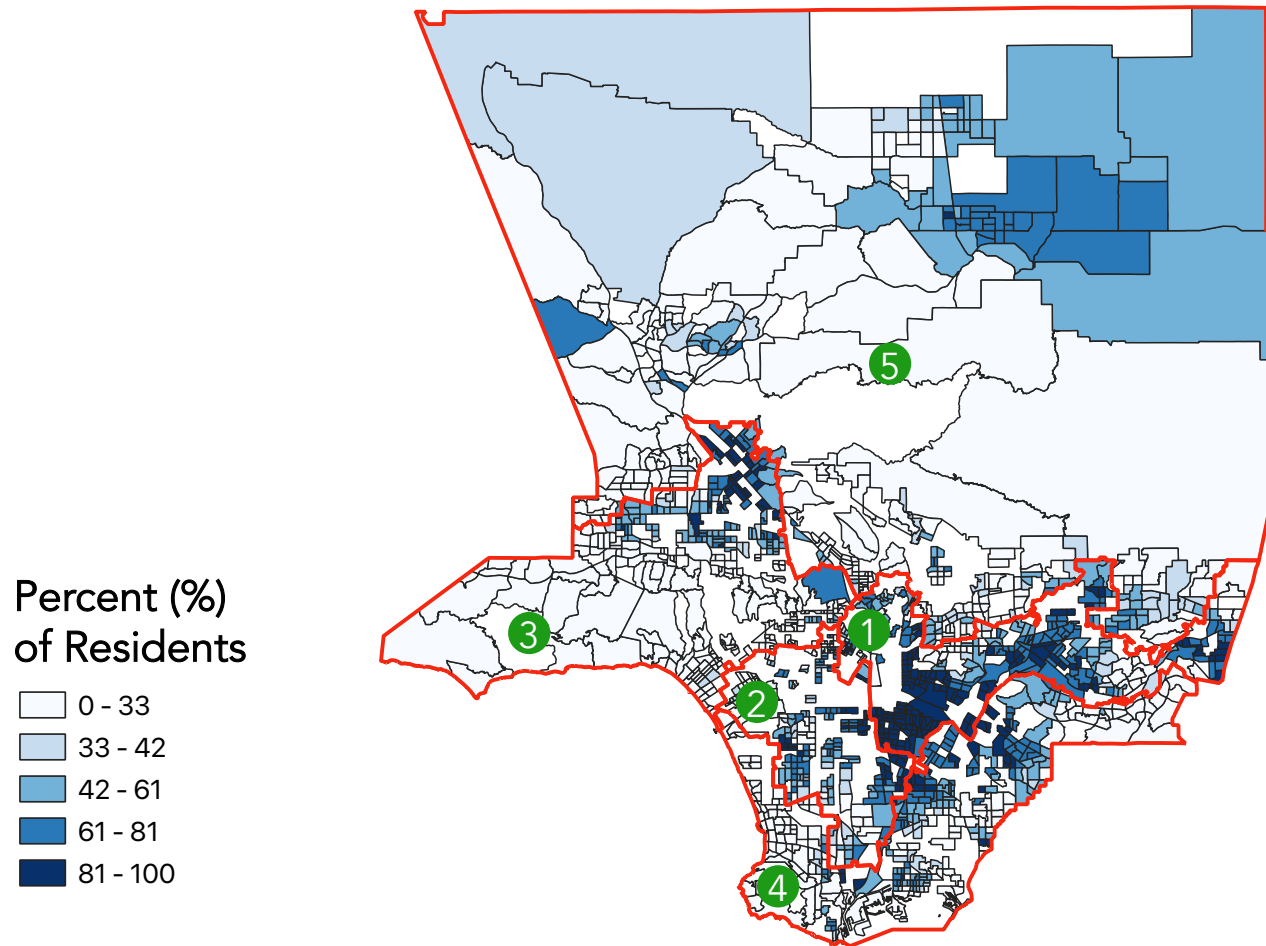 5
3
1
2
4
Percent (%)
of Residents
0 - 33
33 - 42
42 - 61
61 - 81
81 - 100